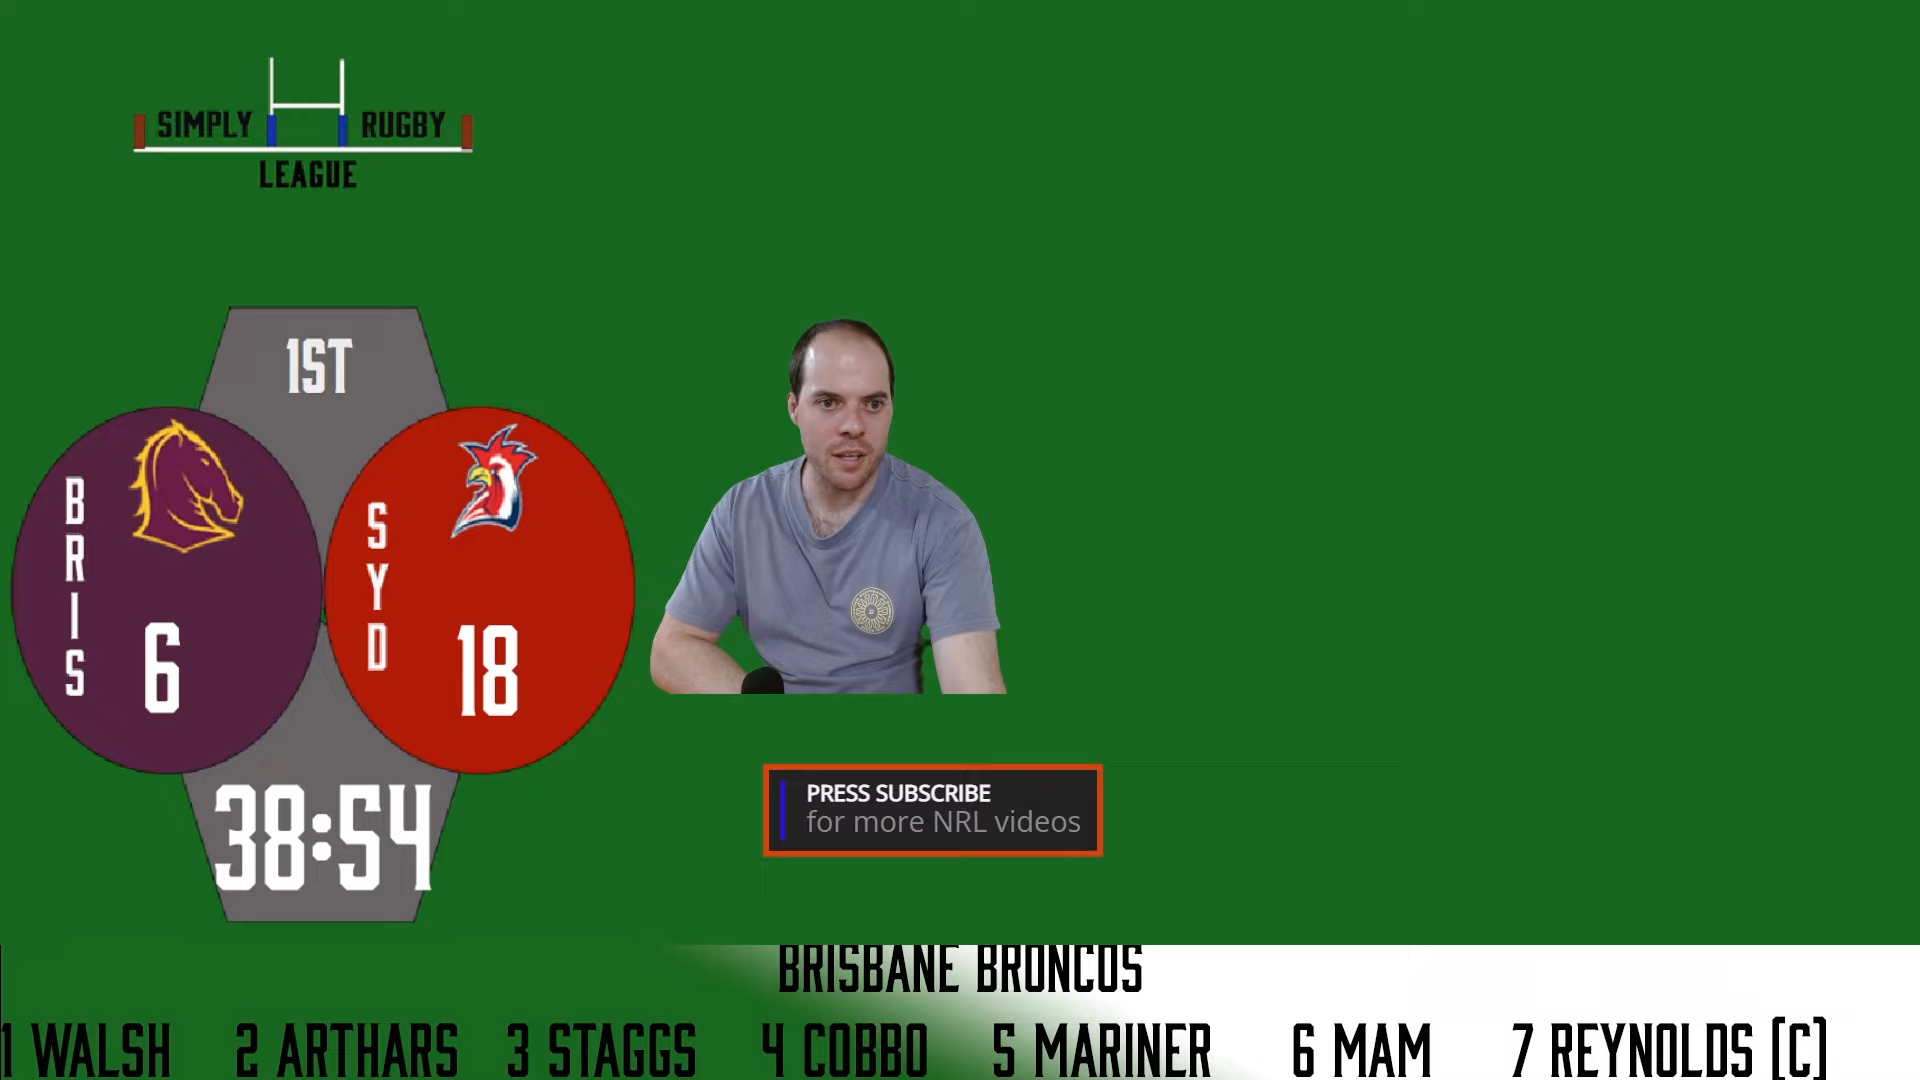 SIMPLY RUGBY
LEAGUE
1ST
BRIS
6
SYD
18
38:54
PRESS SUBSCRIBE
for more NRL videos
BRISBANE BRONCOS
1 WALSH 2 ARTHARS 3 STAGGS 4 COBBO 5 MARINER 6 MAM 7 REYNOLDS (C)